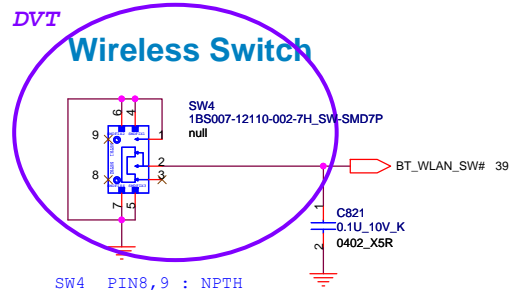 DVT
Wireless Switch
SW4
1BS007-12110-002-7H_SW-SMD7P
null
6
4
9
1
2
8
3
7
5
BT_WLAN_SW# 39
1
C821
0.1U_10V_K
2
0402_X5R
SW4 PIN8,9 : NPTH